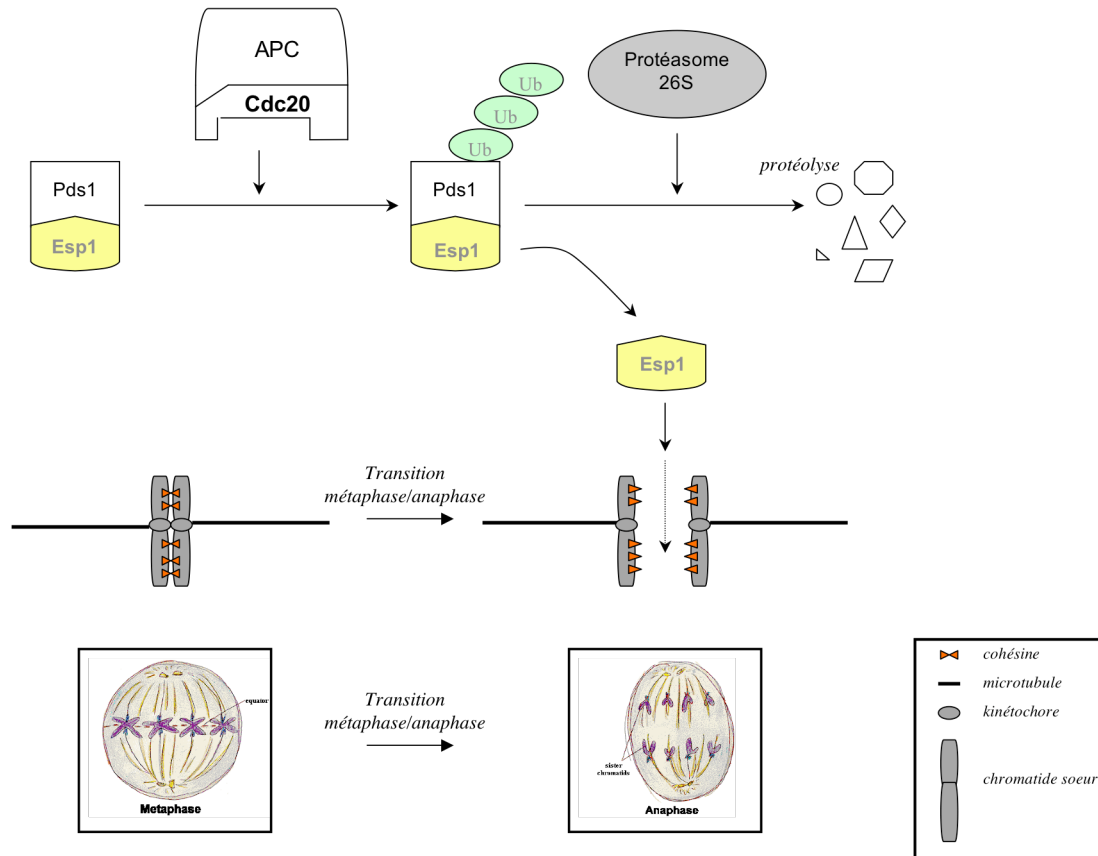 APC
Cdc20
Ub
Ub
Ub
Protéasome
26S
Pds1
Esp1
Pds1
Esp1
protéolyse
Esp1
Transition
métaphase/anaphase
equator
Metaphase
Transition
métaphase/anaphase
sister
chromatids
Anaphase
cohésine
microtubule
kinétochore
chromatide soeur